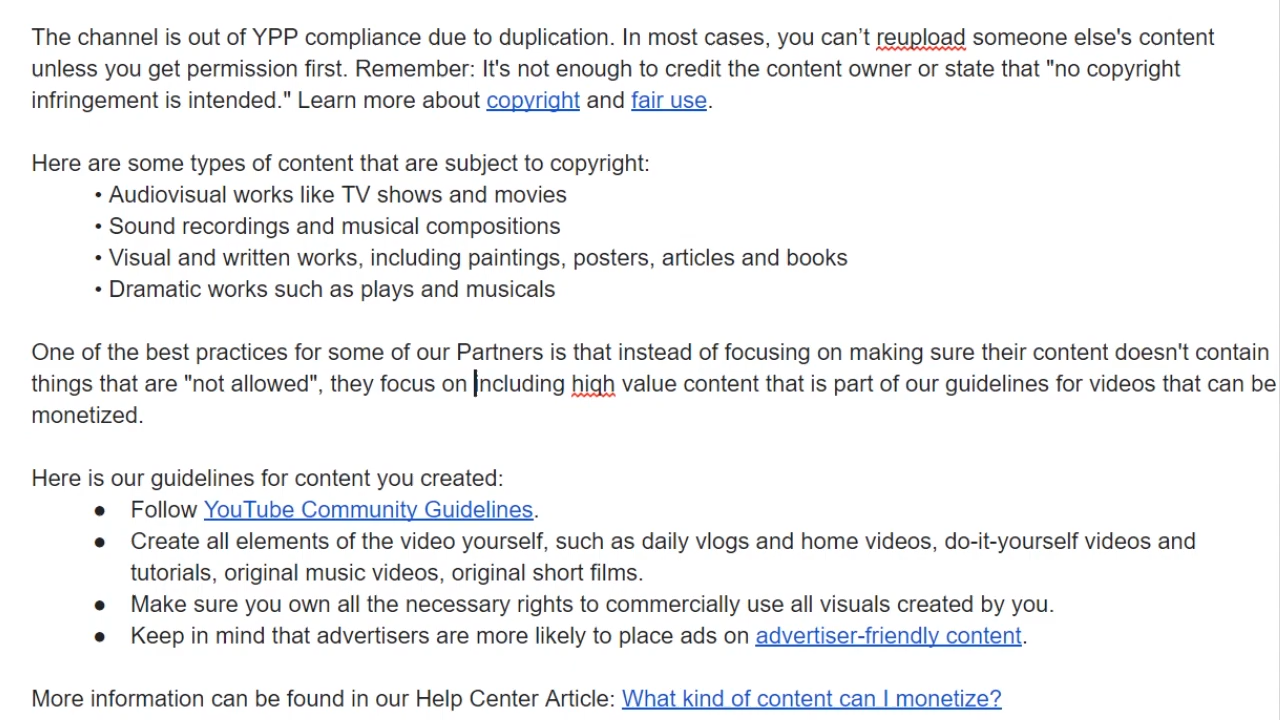 The channel is out of YPP compliance due to duplication. In most cases, you can’t reupload someone else's content
unless you get permission first. Remember: It's not enough to credit the content owner or state that "no copyright
infringement is intended." Learn more about copyright and fair use.
Here are some types of content that are subject to copyright:
• Audiovisual works like TV shows and movies
• Sound recordings and musical compositions
• Visual and written works, including paintings, posters, articles and books
• Dramatic works such as plays and musicals
One of the best practices for some of our Partners is that instead of focusing on making sure their content doesn't contain
things that are "not allowed", they focus on including high value content that is part of our guidelines for videos that can be
monetized.
Here is our guidelines for content you created:
● Follow YouTube Community Guidelines.
● Create all elements of the video yourself, such as daily vlogs and home videos, do-it-yourself videos and
tutorials, original music videos, original short films.
● Make sure you own all the necessary rights to commercially use all visuals created by you.
● Keep in mind that advertisers are more likely to place ads on advertiser-friendly content.
More information can be found in our Help Center Article: What kind of content can I monetize?